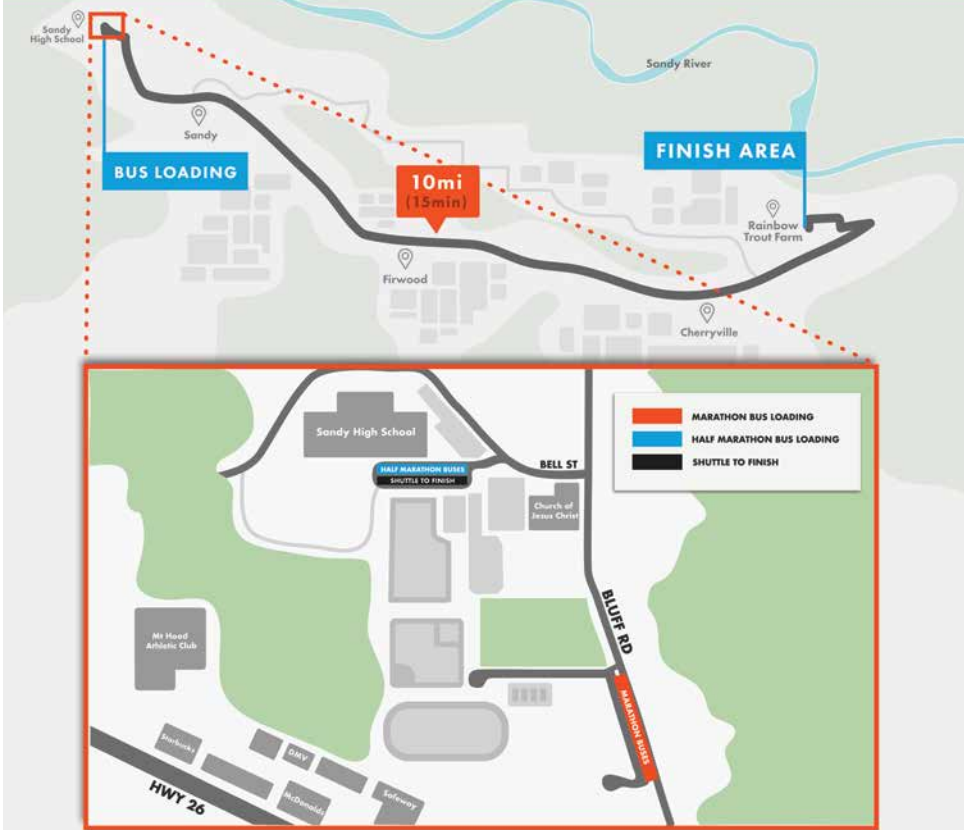 Sandy
High School
Sandy River
Sandy
BUS LOADING
FINISH AREA
10mi
(15min)
Rainbow
Trout Farm
Firwood
Cherryville
MARATHON BUS LOADING
HALF MARATHON BUS LOADING
SHUTTLE TO FINISH
Sandy High School
HALF MARATHON BUSES
SHUTTLE TO FINISH
BELL ST
Church of
Jesus Christ
BLUFF RD
Mt Hood
Athletic Club
MARATHON BUSES
Starbucks
DMV
McDonalds
Safeway
HWY 26